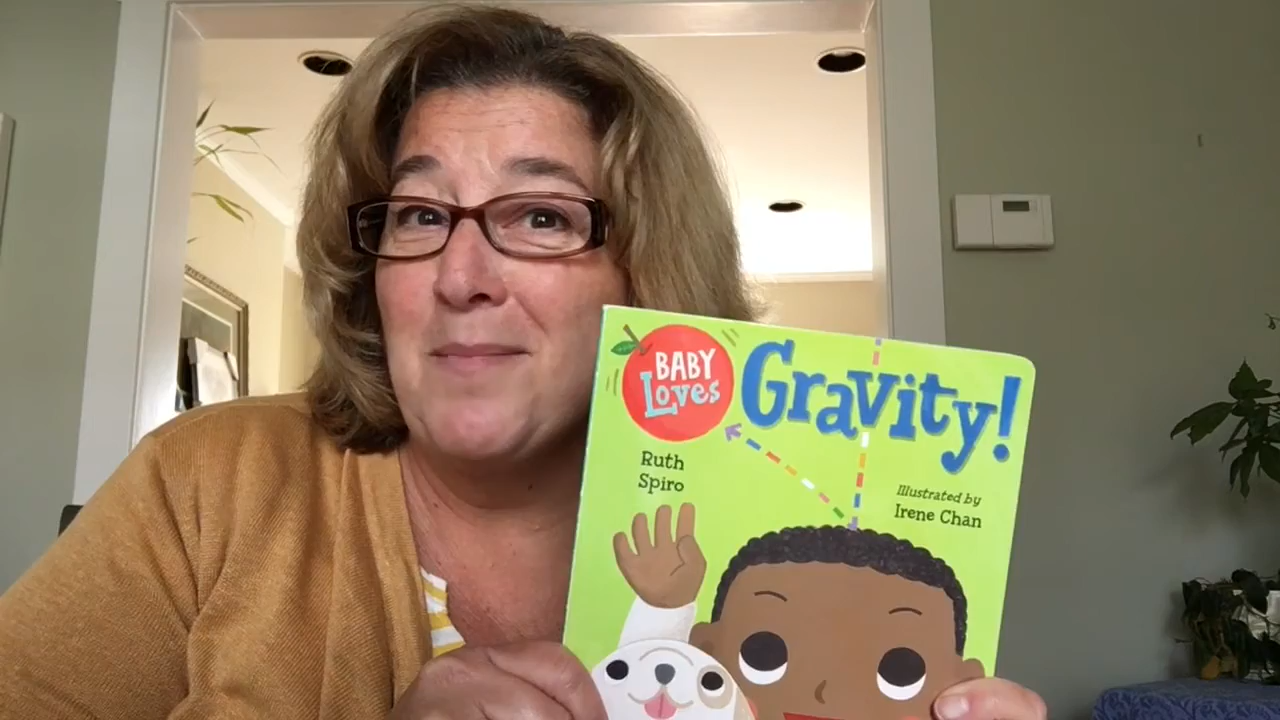 BABY
Loves
Gravity!
Ruth
Spiro
Illustrated by
Irene Chan